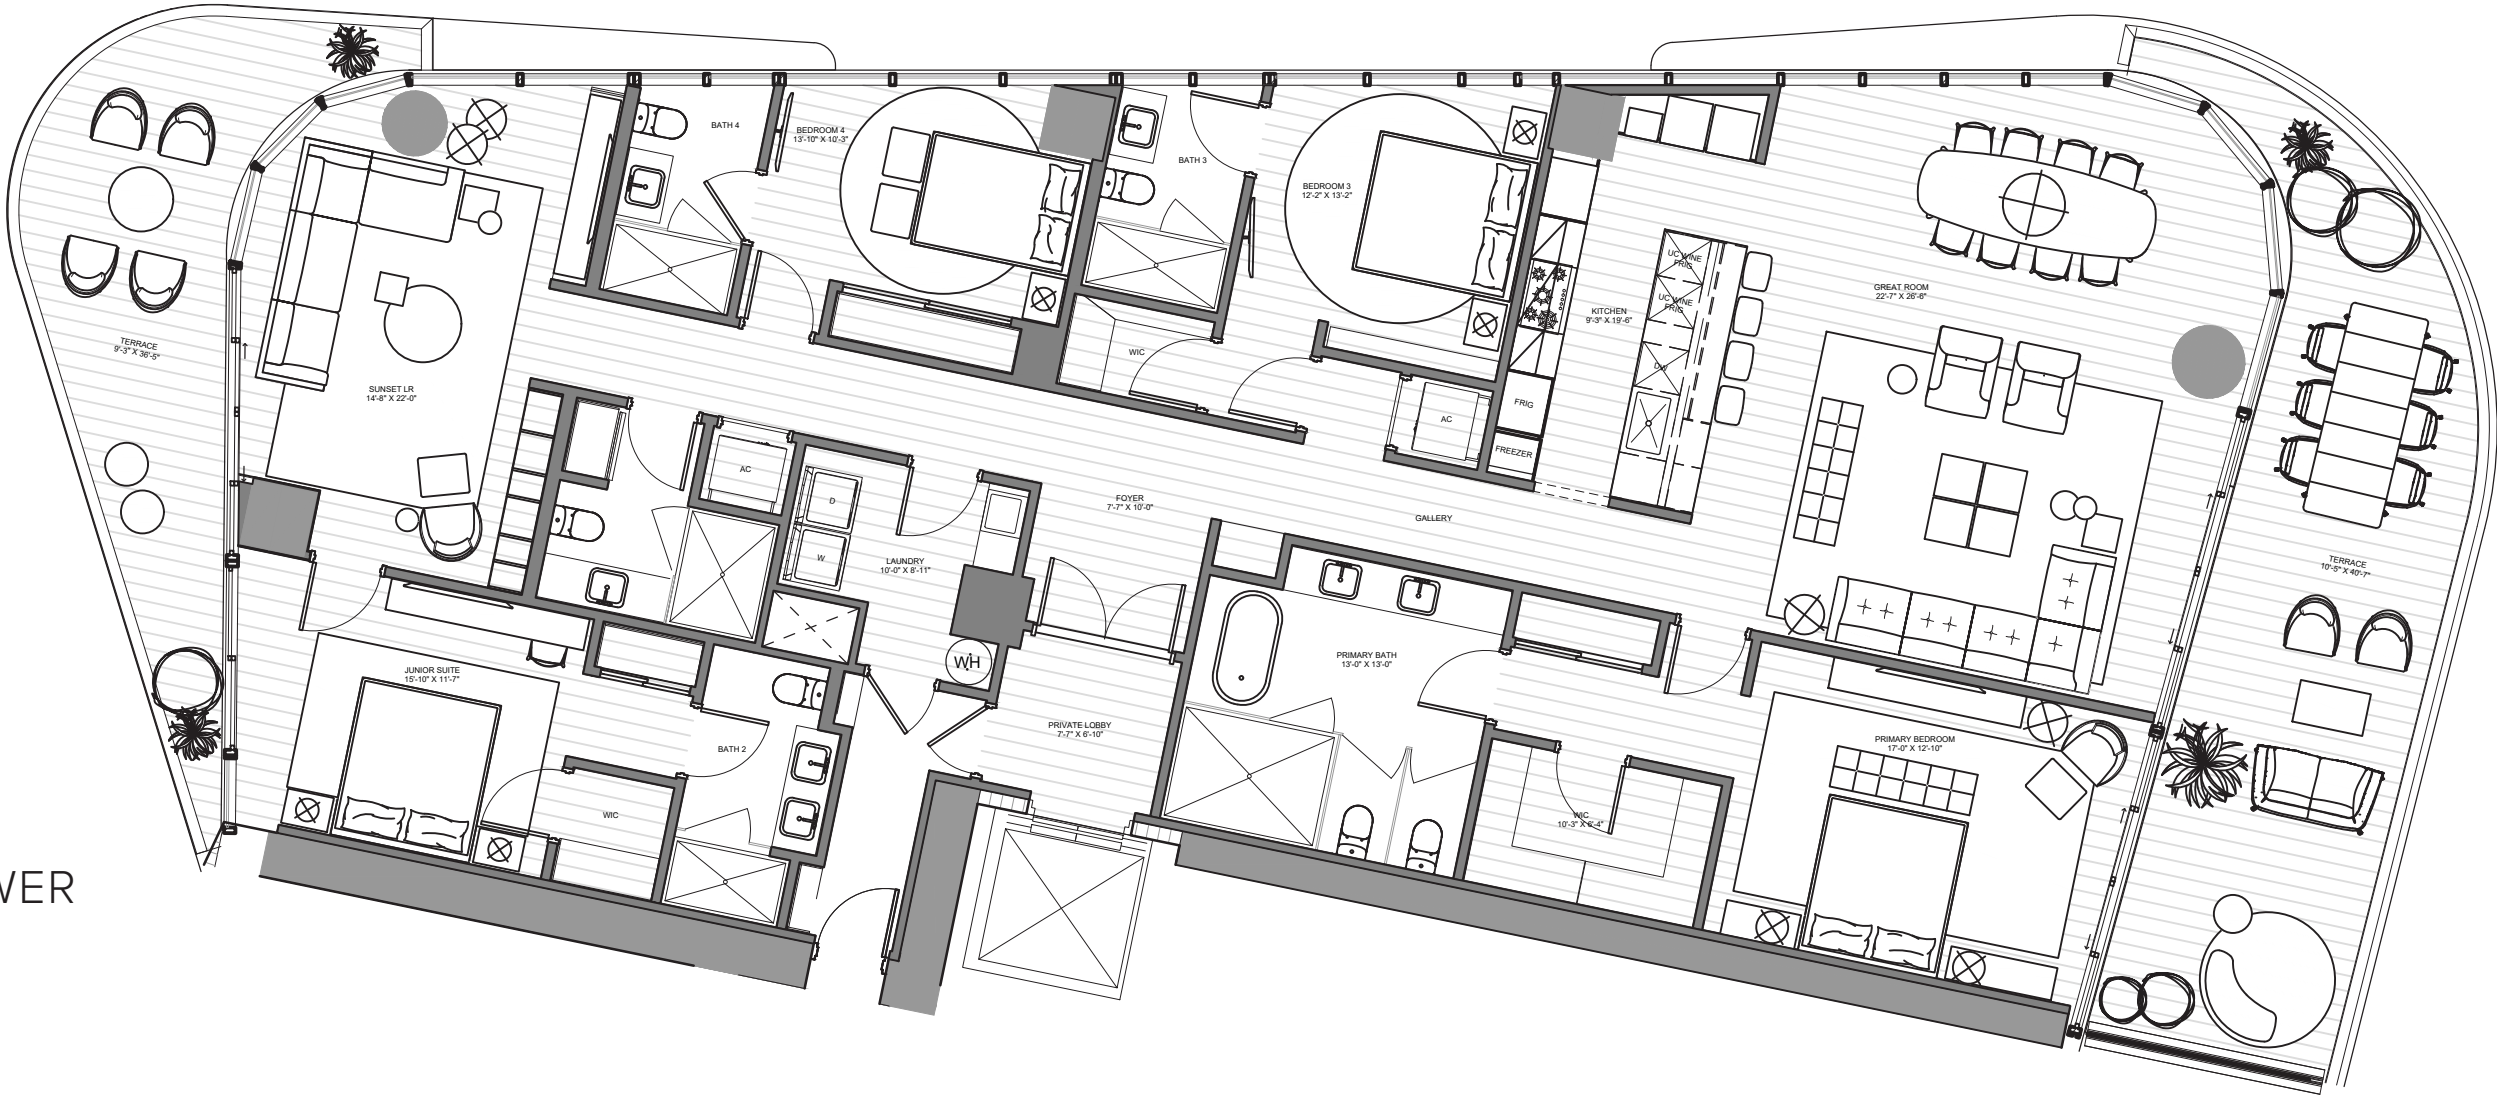 BATH 4
BEDROOM 4
13'-10" X 10'-3"
BATH 3
BEDROOM 3
12'-2" X 13'-2"
UC WINE
FRIG
UC WINE
FRIG
KITCHEN
9'-3" X 19'-6"
GREAT ROOM
22'-7" X 26'-6"
TERRACE
9'-3" X 36'-5"
SUNSET LR
14'-8" X 22'-0"
WIC
DW
FRIG
AC
FREEZER
AC
D
W
FOYER
7'-7" X 10'-0"
GALLERY
LAUNDRY
10'-0" X 8'-11"
TERRACE
10'-5" X 40'-7"
WH
PRIMARY BATH
13'-0" X 13'-0"
JUNIOR SUITE
15'-10" X 11'-7"
BATH 2
PRIVATE LOBBY
7'-7" X 6'-10"
PRIMARY BEDROOM
17'-0" X 12'-10"
WIC
WIC
10'-3" X 6'-4"
WER